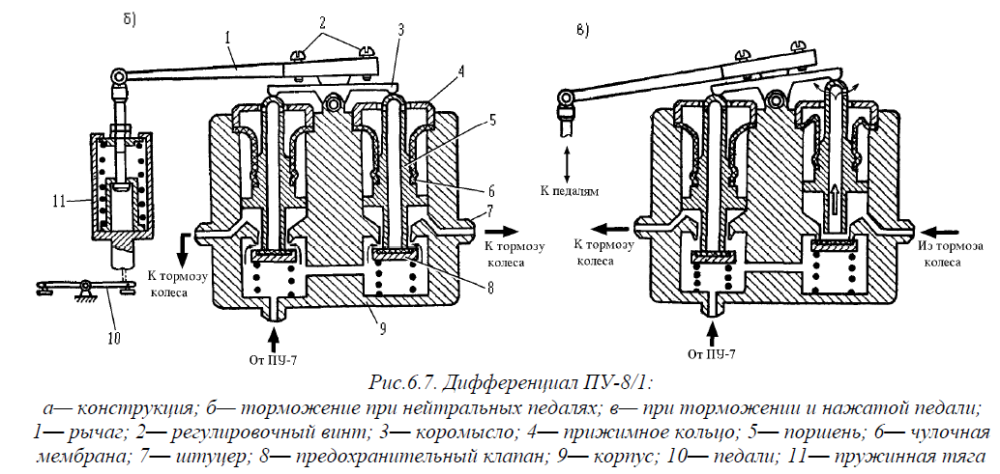 б)
1
2
3
4
5
6
7
8
9
10
11
К тормозу
колеса
К тормозу
колеса
От ПУ-7
в)
К педалям
К тормозу
колеса
Из тормоза
колеса
От ПУ-7
Рис.6.7. Дифференциал ПУ-8/1:
а— конструкция; б— торможение при нейтральных педалях; в— при торможении и нажатой педали;
1— рычаг; 2— регулировочный винт; 3— коромысло; 4— прижимное кольцо; 5— поршень; 6— чулочная
мембрана; 7— штуцер; 8— предохранительный клапан; 9— корпус; 10— педали; 11— пружинная тяга